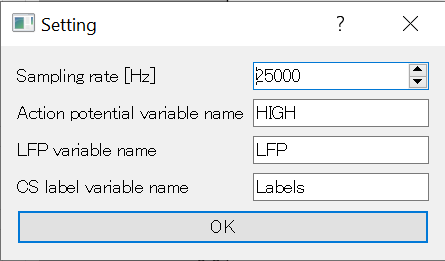 Setting
Sampling rate [Hz] 25000
Action potential variable name HIGH
LFP variable name LFP
CS label variable name Labels
OK